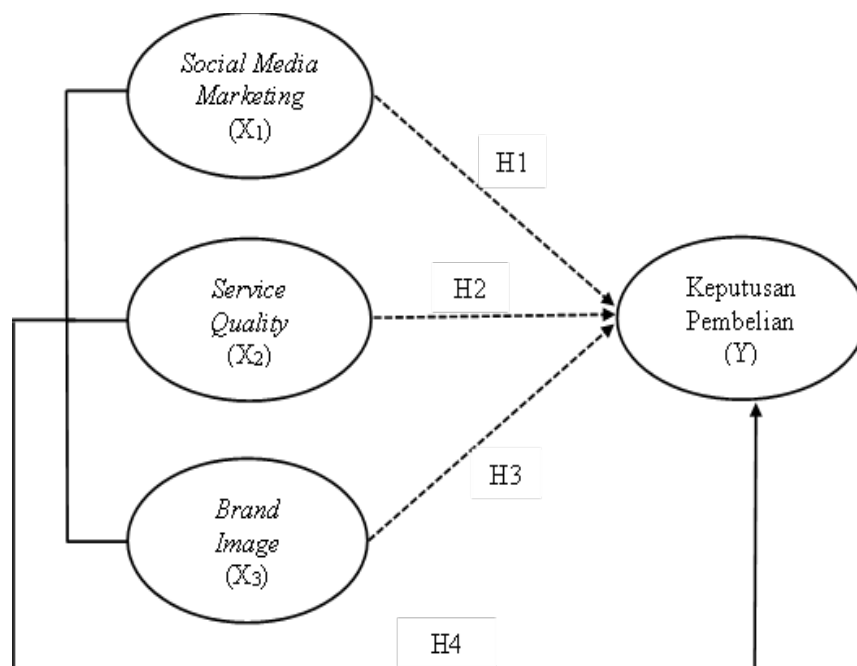 Social Media
Marketing
(X₁)
H1
Service
Quality
(X₂)
H2
Keputusan
Pembelian
(Y)
H3
Brand
Image
(X₃)
H4